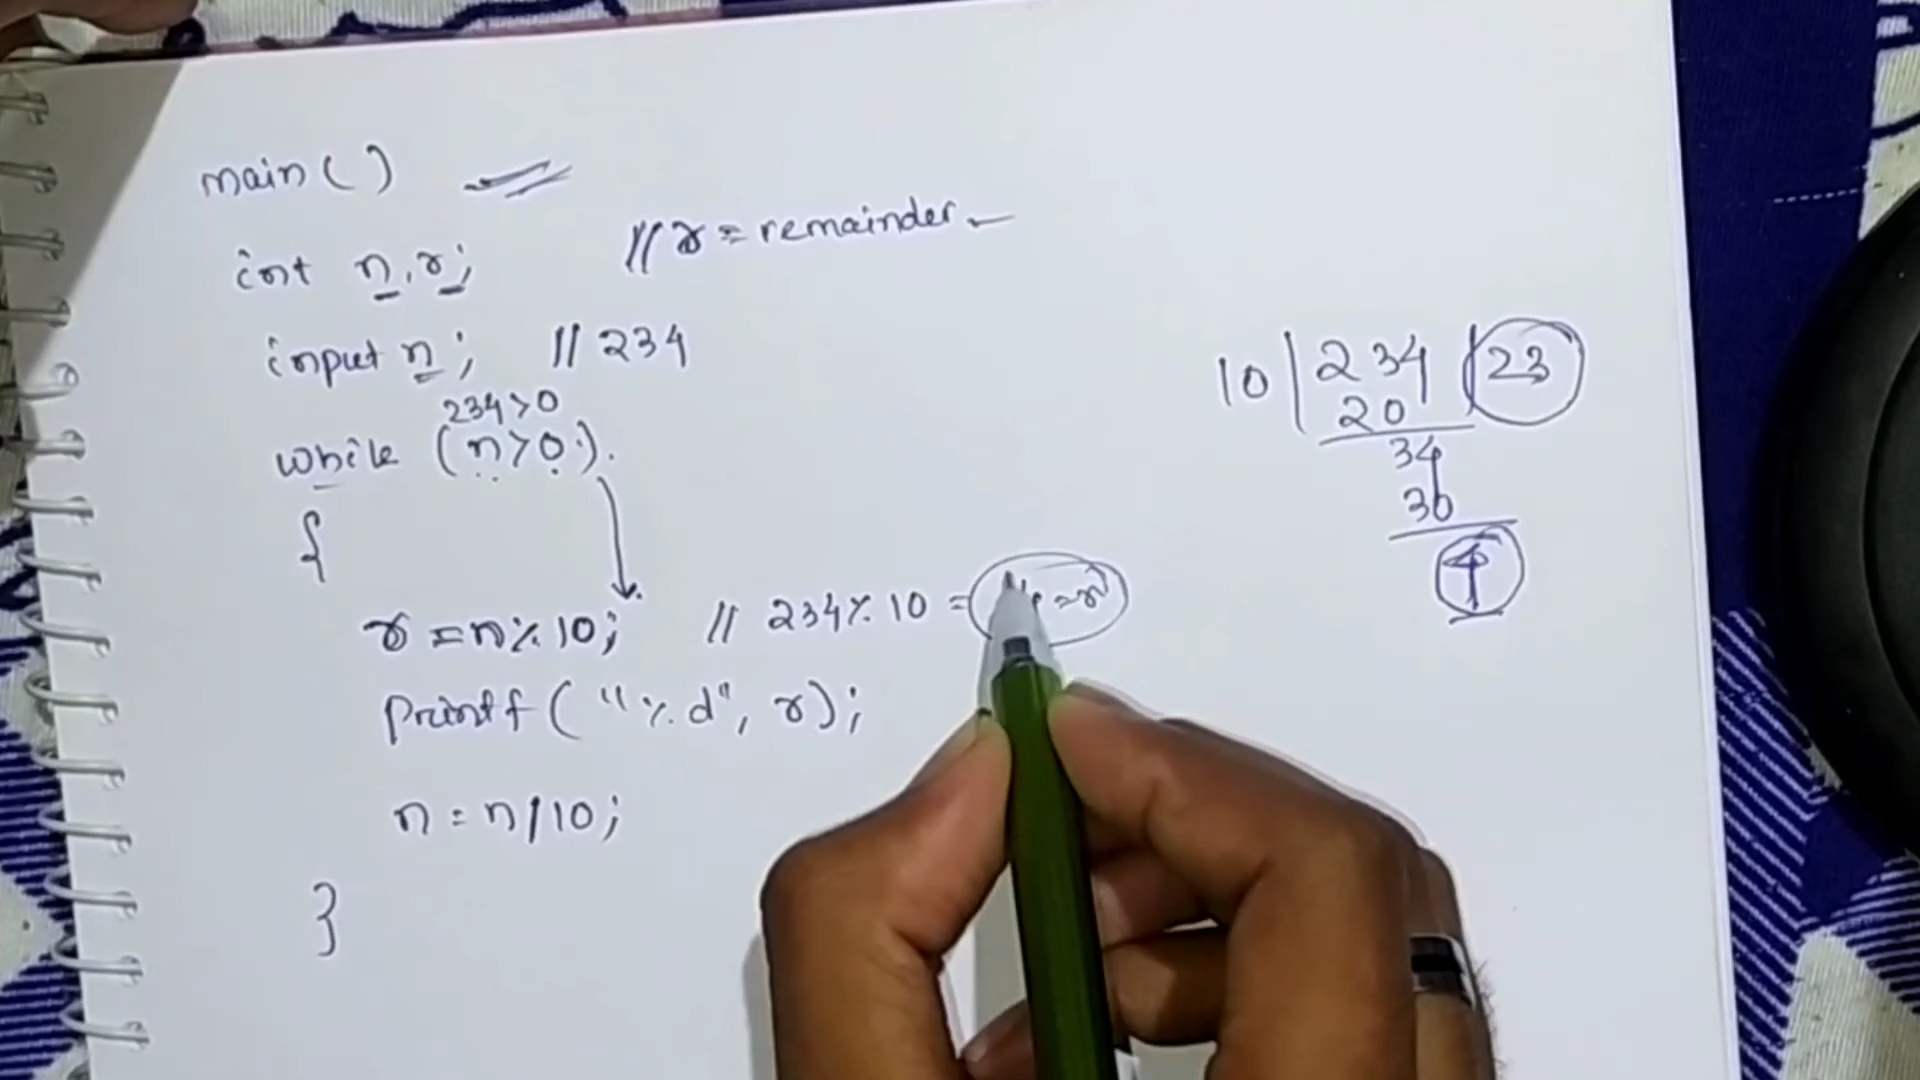 main()
int n,r; //r = remainder
input n; //234
234>0
while (n>0)
{
r = n%10; // 234%10 = = r
printf("%d", r);
n = n/10;
}
10 234 23
20
34
30
4